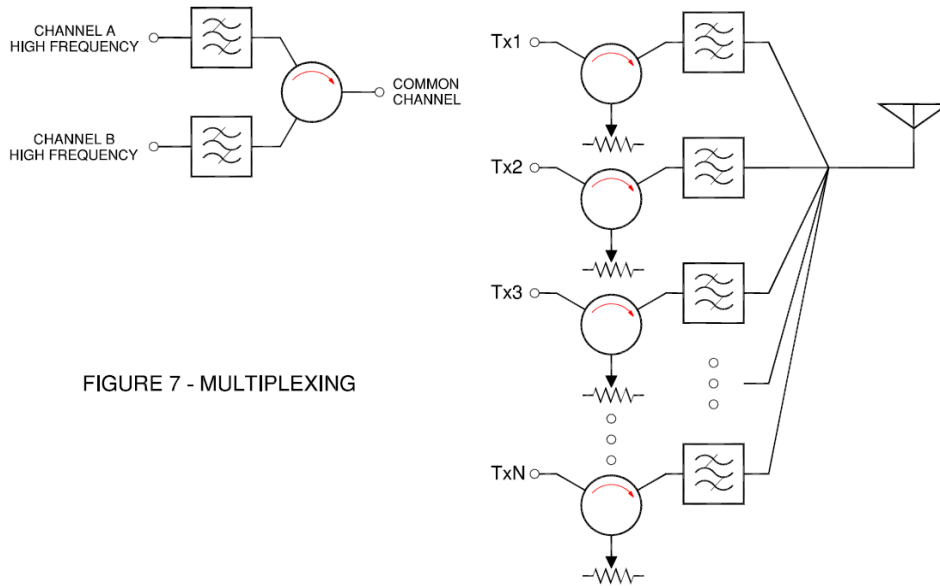 CHANNEL A
HIGH FREQUENCY
COMMON
CHANNEL
CHANNEL B
HIGH FREQUENCY
Tx1
Tx2
Tx3
TxN
FIGURE 7 - MULTIPLEXING